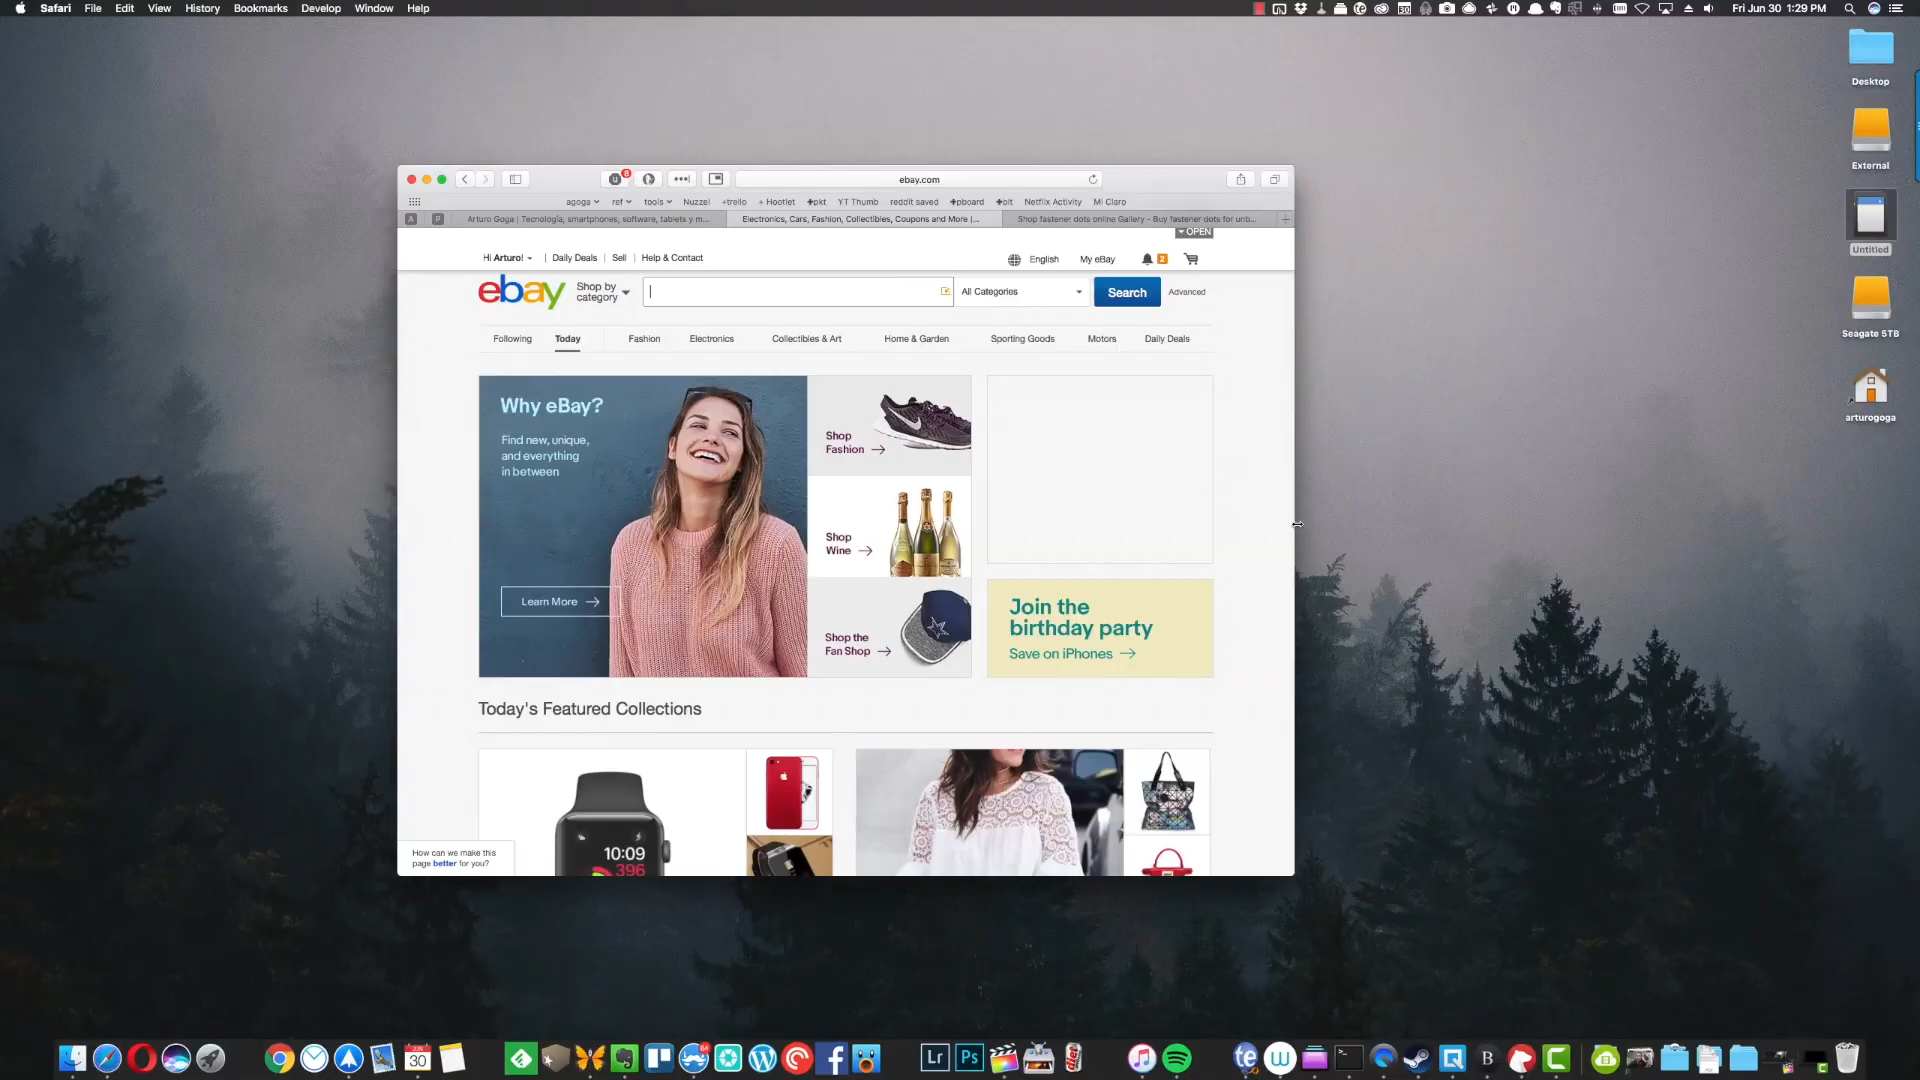 Safari File Edit View History Bookmarks Develop Window Help
Fri Jun 30 1:29 PM
Desktop
External
Untitled
Seagate 5TB
arturogoga
8
ebay.com
agoga ref tools Nuzzel +trello + Hootlet +pkt YT Thumb reddit saved +pboard +bit Netflix Activity Mi Claro
A P Arturo Goga | Tecnología, smartphones, software, tablets y m... Electronics, Cars, Fashion, Collectibles, Coupons and More |... Shop fastener dots online Gallery - Buy fastener dots for unb...
OPEN
Hi Arturo! Daily Deals Sell Help & Contact English My eBay 2
ebay Shop by category All Categories Search Advanced
Following Today Fashion Electronics Collectibles & Art Home & Garden Sporting Goods Motors Daily Deals
Why eBay?
Find new, unique,
and everything
in between
Learn More
Shop
Fashion
Shop
Wine
Shop the
Fan Shop
Join the
birthday party
Save on iPhones
Today's Featured Collections
10:09
396
How can we make this
page better for you?
JUN
30
84
Lr Ps
te
W
B
C